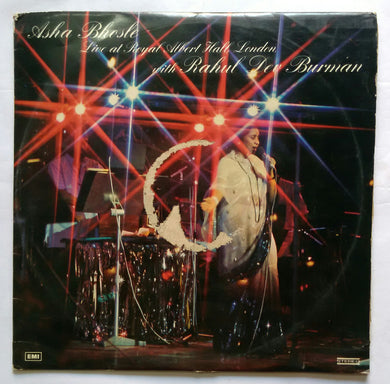 Asha Bhosle
Live at Royal Albert Hall, London
with Rahul Dev Burman
EMI
STEREO